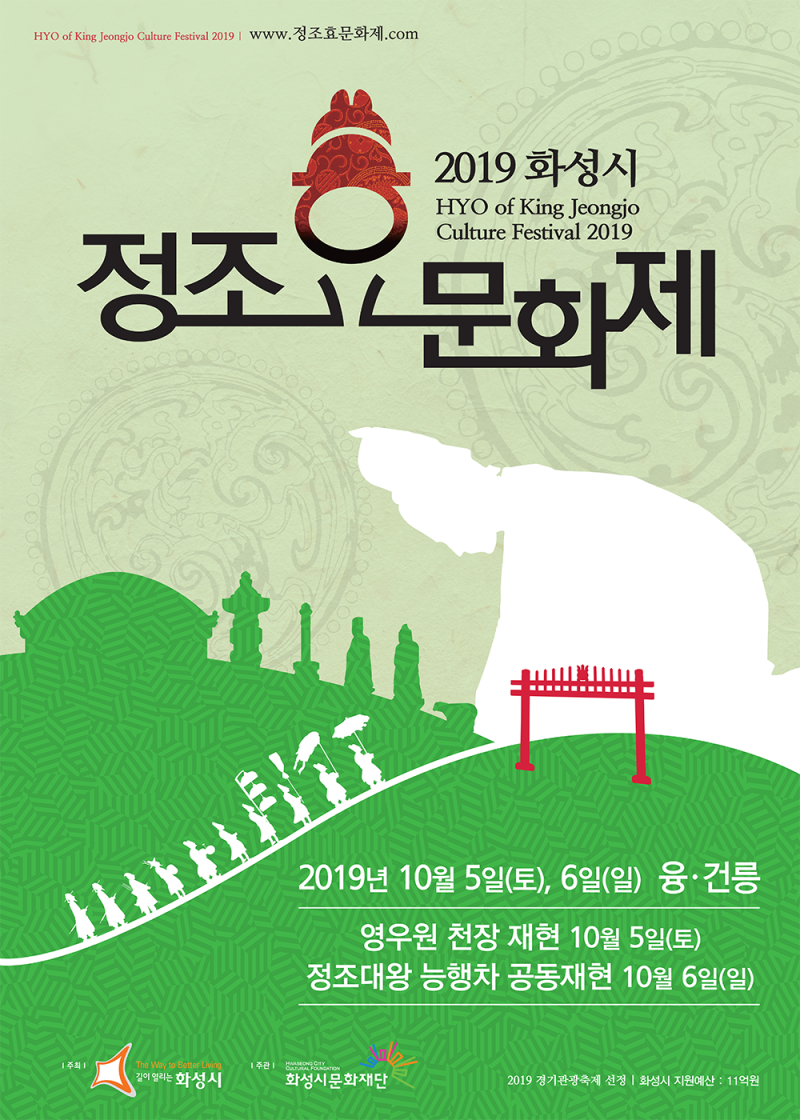 HYO of King Jeongjo Culture Festival 2019 | www.정조효문화제.com
2019 화성시
HYO of King Jeongjo
Culture Festival 2019
정조효문화제
2019년 10월 5일(토), 6일(일) 융·건릉
영우원 천장 재현 10월 5일(토)
정조대왕 능행차 공동재현 10월 6일(일)
| 주최 | The Way to Better Living
길이 열리는 화성시
| 주관 | HWASEONG CITY
CULTURAL FOUNDATION
화성시문화재단
2019 경기관광축제 선정 | 화성시 지원예산 : 11억원